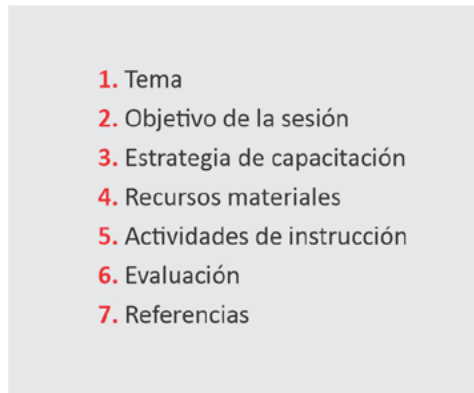 1. Tema
2. Objetivo de la sesión
3. Estrategia de capacitación
4. Recursos materiales
5. Actividades de instrucción
6. Evaluación
7. Referencias